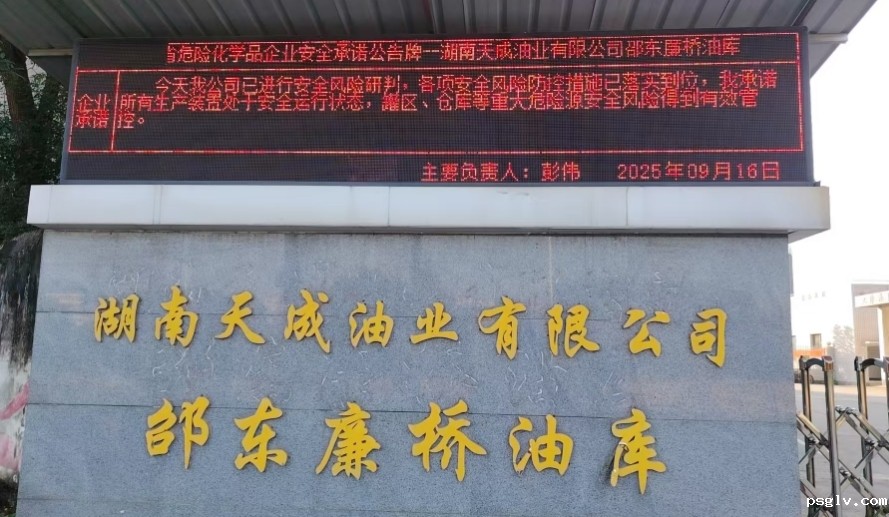 省危险化学品企业安全承诺公告牌--湖南天成油业有限公司邵东廉桥油库
今天我公司已进行安全风险研判，各项安全风险防控措施已落实到位，我承诺
企业 所有生产装置处于安全运行状态，罐区、仓库等重大危险源安全风险得到有效管
承诺 控。
主要负责人：彭伟 2025年09月16日
湖南天成油业有限公司
邵东廉桥油库
psglv.com